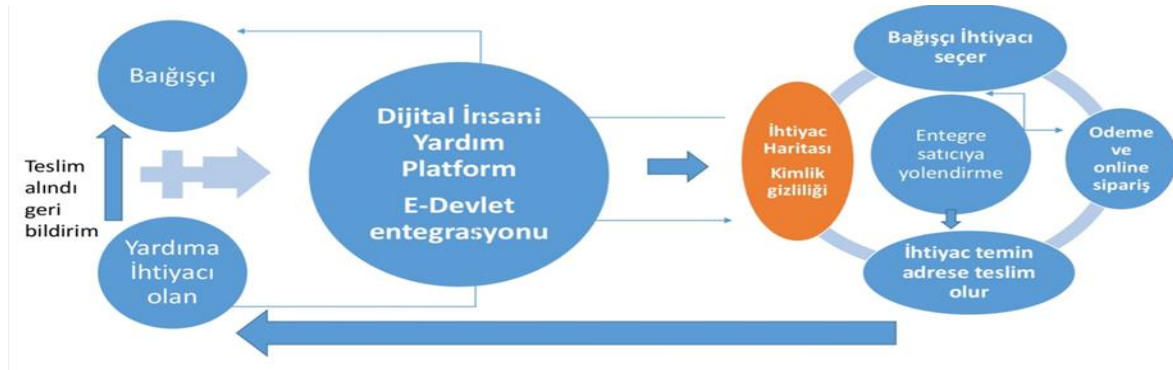 Baığışçı
Teslim
alındı
geri
bildirim
Yardıma
İhtiyacı
olan
Dijital İnsani
Yardım
Platform
E-Devlet
entegrasyonu
İhtiyaç
Haritası
Kimlik
gizliliği
Bağışçı İhtiyacı
seçer
Entegre
satıcıya
yolendirme
Odeme
ve
online
sipariş
İhtiyac temin
adrese teslim
olur